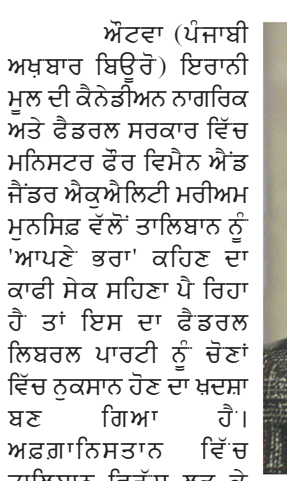 ਔਟਵਾ (ਪੰਜਾਬੀ
ਅਖ਼ਬਾਰ ਬਿਊਰੋ) ਇਰਾਨੀ
ਮੂਲ ਦੀ ਕੈਨੇਡੀਅਨ ਨਾਗਰਿਕ
ਅਤੇ ਫੈਡਰਲ ਸਰਕਾਰ ਵਿੱਚ
ਮਨਿਸਟਰ ਫੌਰ ਵਿਮੈਨ ਐਂਡ
ਜੈਂਡਰ ਐਕੁਐਲਿਟੀ ਮਰੀਅਮ
ਮੁਨਸਿਫ਼ ਵੱਲੋਂ ਤਾਲਿਬਾਨ ਨੂੰ
'ਆਪਣੇ ਭਰਾ' ਕਹਿਣ ਦਾ
ਕਾਫੀ ਸੇਕ ਸਹਿਣਾ ਪੈ ਰਿਹਾ
ਹੈ ਤਾਂ ਇਸ ਦਾ ਫੈਡਰਲ
ਲਿਬਰਲ ਪਾਰਟੀ ਨੂੰ ਚੋਣਾਂ
ਵਿੱਚ ਨੁਕਸਾਨ ਹੋਣ ਦਾ ਖ਼ਦਸ਼ਾ
ਬਣ ਗਿਆ ਹੈ।
ਅਫ਼ਗਾਨਿਸਤਾਨ ਵਿੱਚ